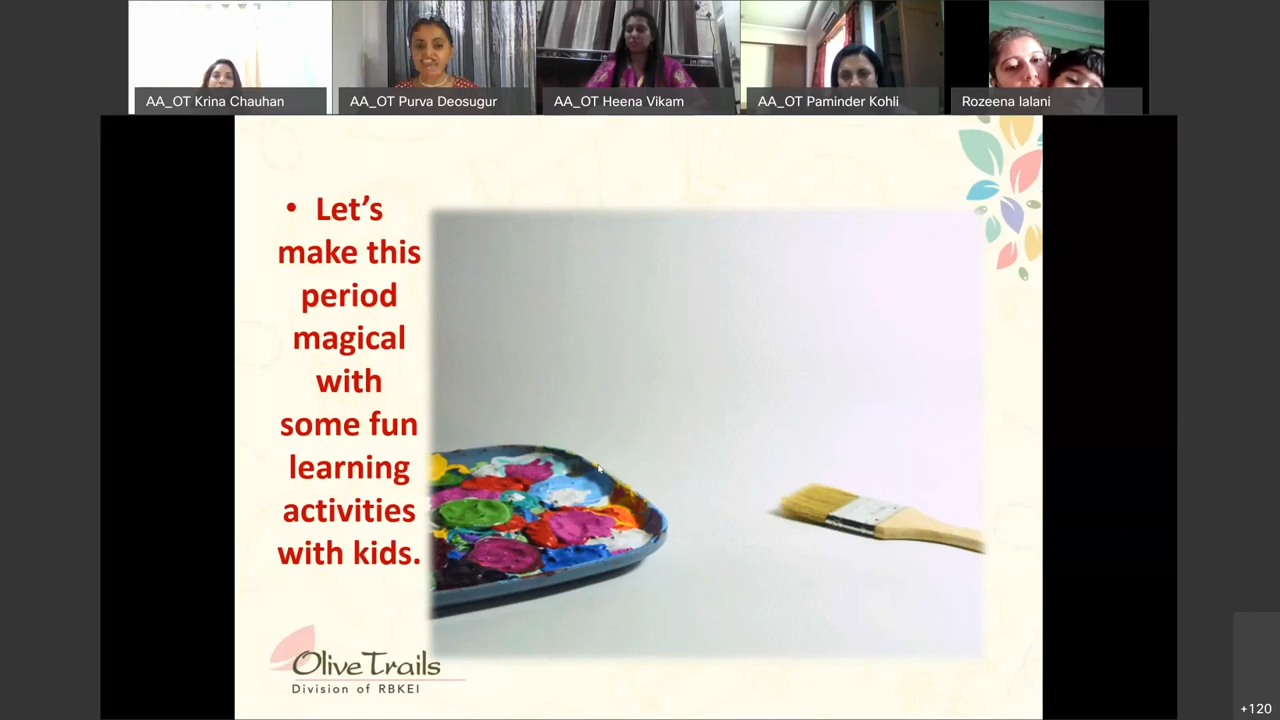 AA_OT Krina Chauhan
AA_OT Purva Deosugur
AA_OT Heena Vikam
AA_OT Paminder Kohli
Rozeena lalani
• Let's
make this
period
magical
with
some fun
learning
activities
with kids.
Olive Trails
Division of RBKEI
+120